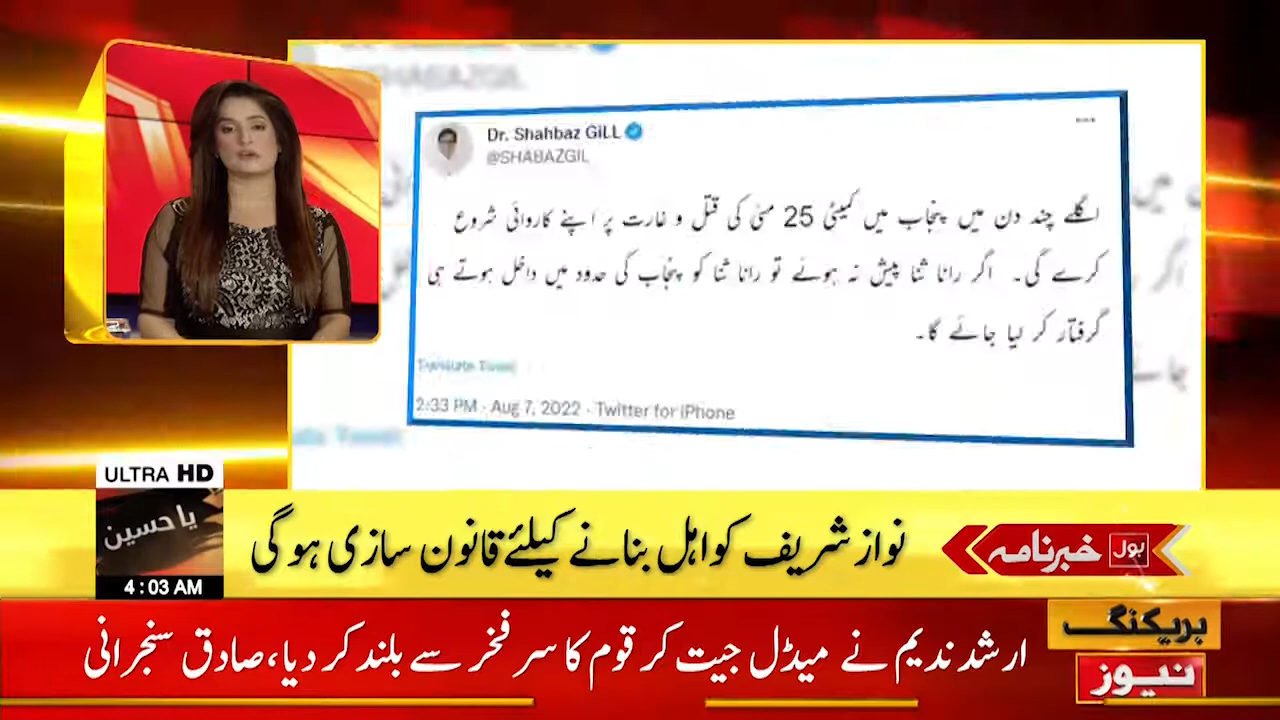 Dr. Shahbaz GiLL
@SHABAZGIL
اگلے چند دن میں پنجاب میں کمیٹی 25 مئی کی قتل و غارت پر اپنے کاروائی شروع
کرے گی۔ اگر رانا ثنا پیش نہ ہوئے تو رانا ثنا کو پنجاب کی حدود میں داخل ہوتے ہی
گرفتار کر لیا جائے گا۔
Translate Tweet
2:33 PM · Aug 7, 2022 · Twitter for iPhone
ULTRA HD
یا حسین
4:03 AM
بول خبرنامہ
نواز شریف کو اہل بنانے کیلئے قانون سازی ہوگی
بریکنگ
نیوز
ارشد ندیم نے میڈل جیت کر قوم کا سر فخر سے بلند کر دیا، صادق سنجرانی